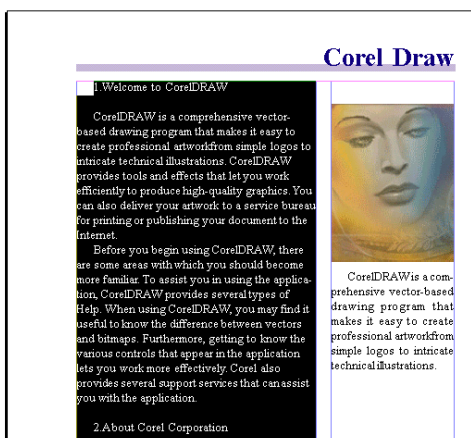 Corel Draw
1.Welcome to CorelDRAW
CorelDRAW is a comprehensive vector-
based drawing program that makes it easy to
create professional artworkfrom simple logos to
intricate technical illustrations. CorelDRAW
provides tools and effects that let you work
efficiently to produce high-quality graphics. You
can also deliver your artwork to a service bureau
for printing or publishing your document to the
Internet.
Before you begin using CorelDRAW, there
are some areas with which you should become
more familiar. To assist you in using the applica-
tion, CorelDRAW provides several types of
Help. When using CorelDRAW, you may find it
useful to know the difference between vectors
and bitmaps. Furthermore, getting to know the
various controls that appear in the application
lets you work more effectively. Corel also
provides several support services that can assist
you with the application.
2.About Corel Corporation
CorelDRAW is a com-
prehensive vector-based
drawing program that
makes it easy to create
professional artworkfrom
simple logos to intricate
technical illustrations.